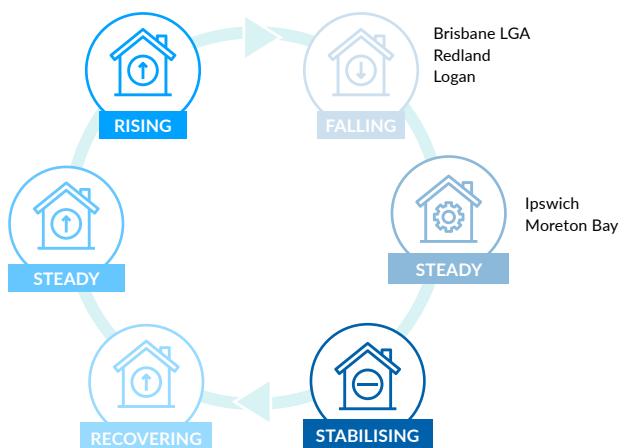 RISING
FALLING
Brisbane LGA
Redland
Logan
STEADY
Ipswich
Moreton Bay
STEADY
RECOVERING
STABILISING